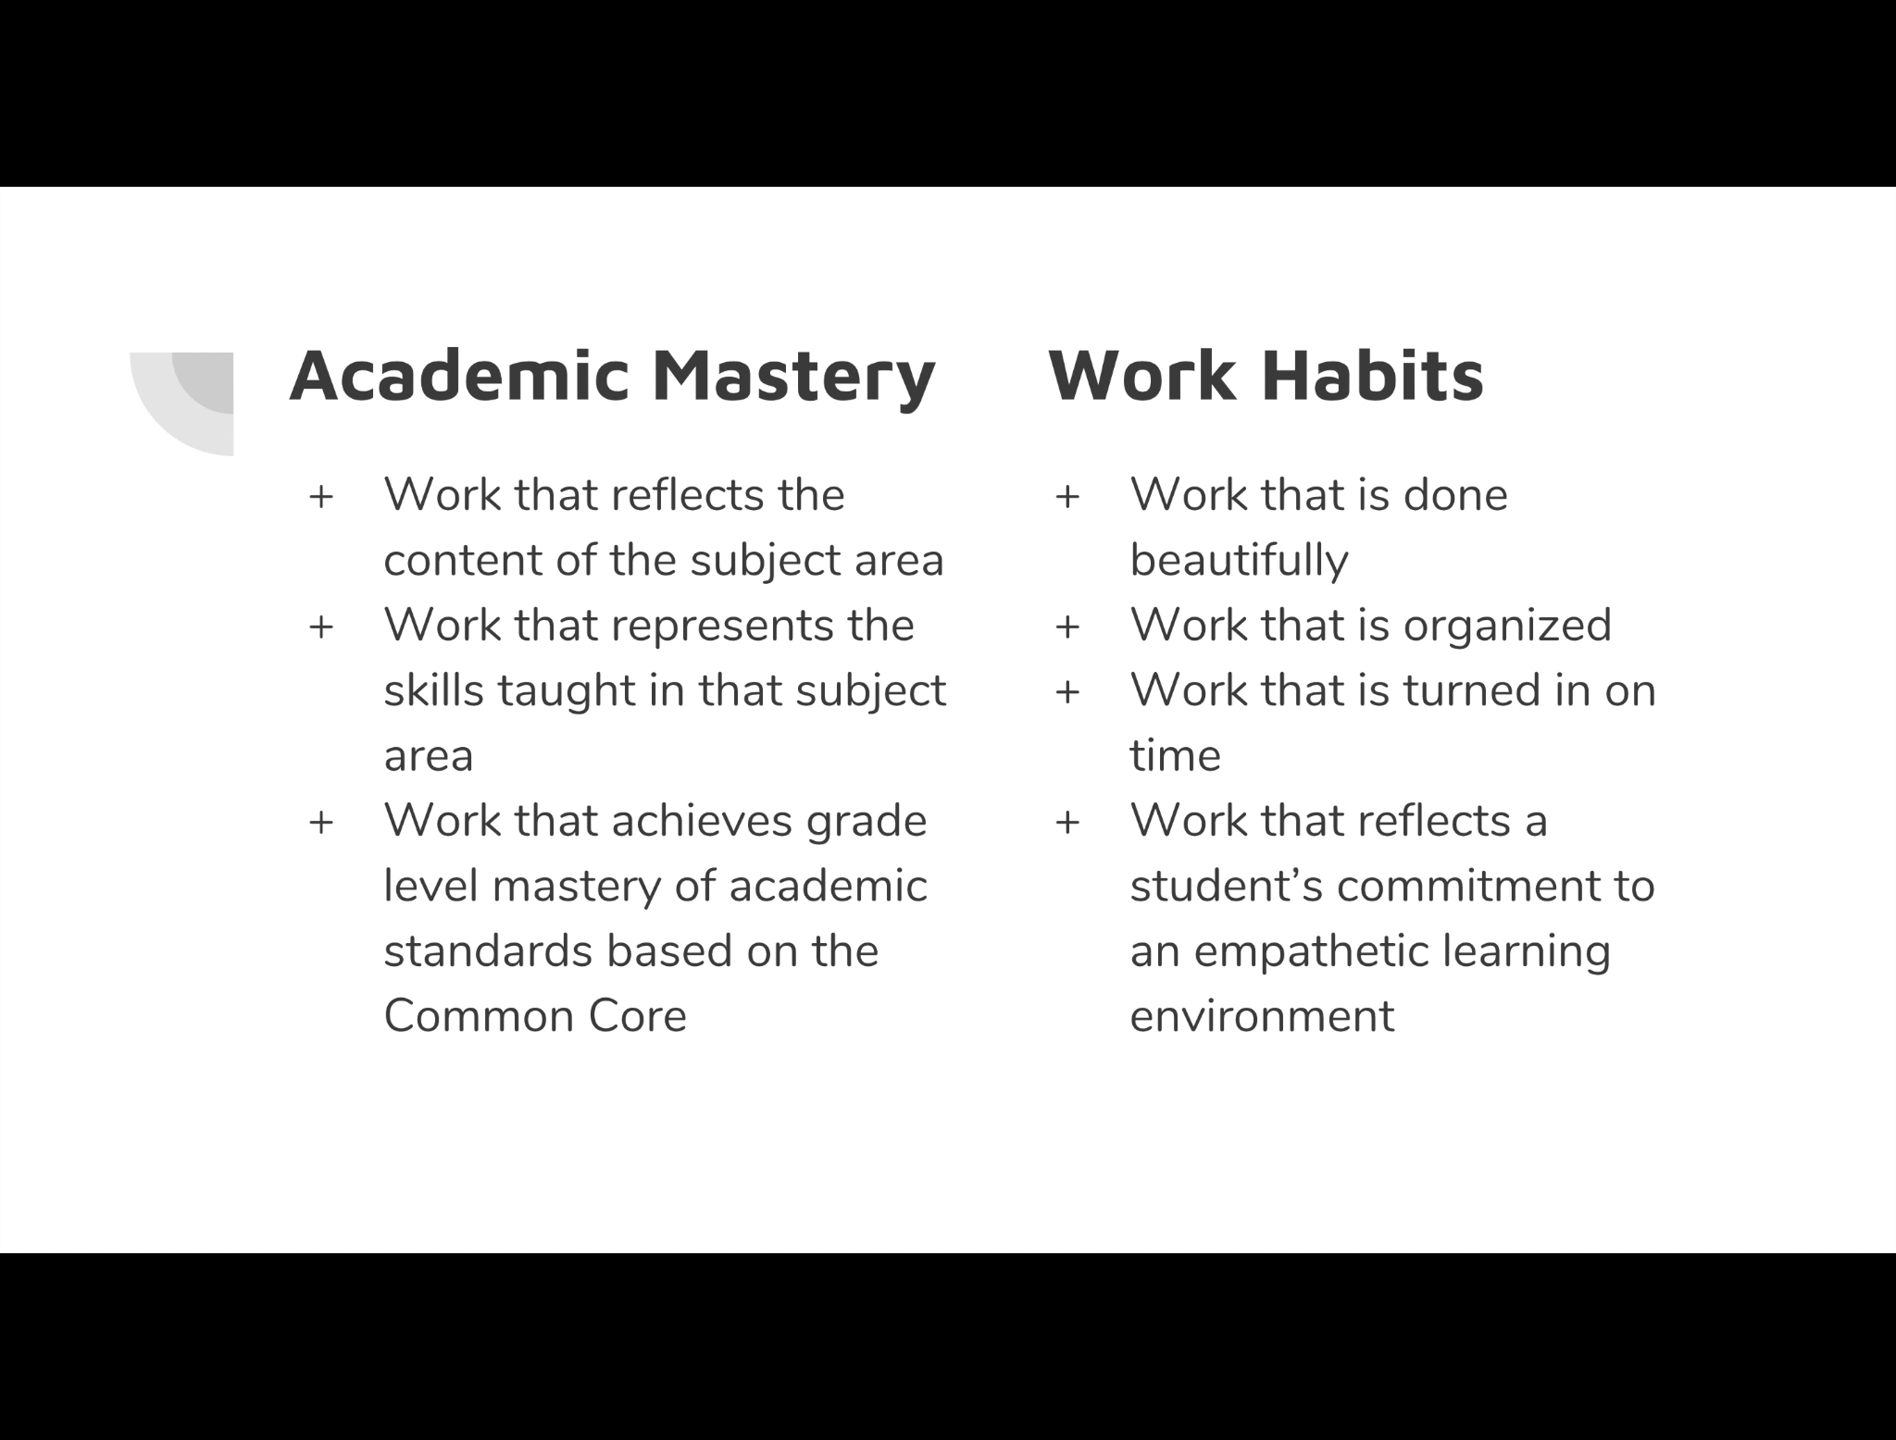 Academic Mastery
+ Work that reflects the
content of the subject area
+ Work that represents the
skills taught in that subject
area
+ Work that achieves grade
level mastery of academic
standards based on the
Common Core
Work Habits
+ Work that is done
beautifully
+ Work that is organized
+ Work that is turned in on
time
+ Work that reflects a
student’s commitment to
an empathetic learning
environment